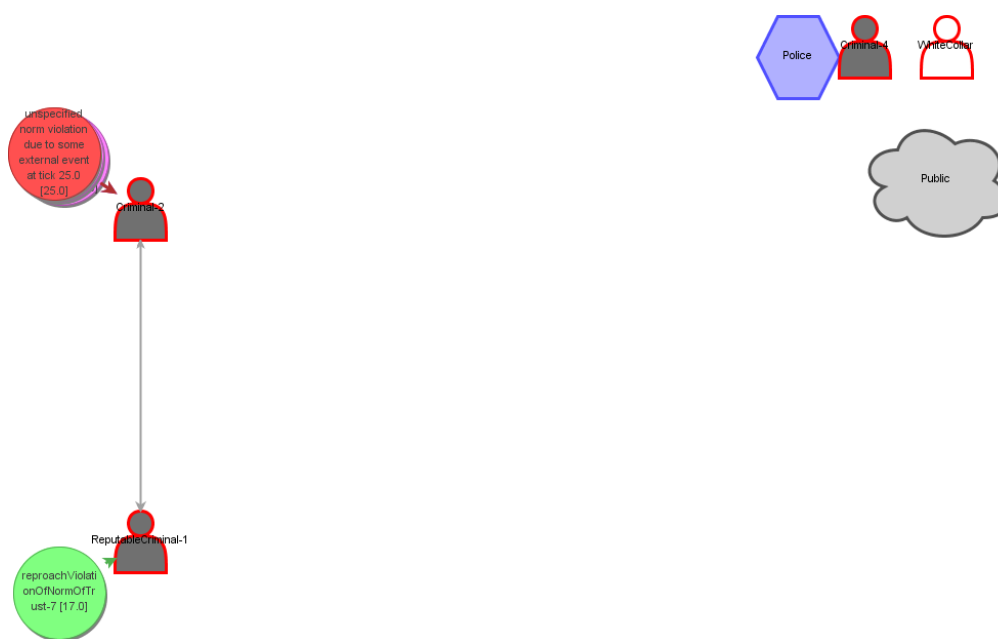 Police
Criminal-4
WhiteCollar
Public
unspecified
norm violation
due to some
external event
at tick 25.0
[25.0]
Criminal-2
ReputableCriminal-1
reproachViolati
onOfNormOfTr
ust-7 [17.0]